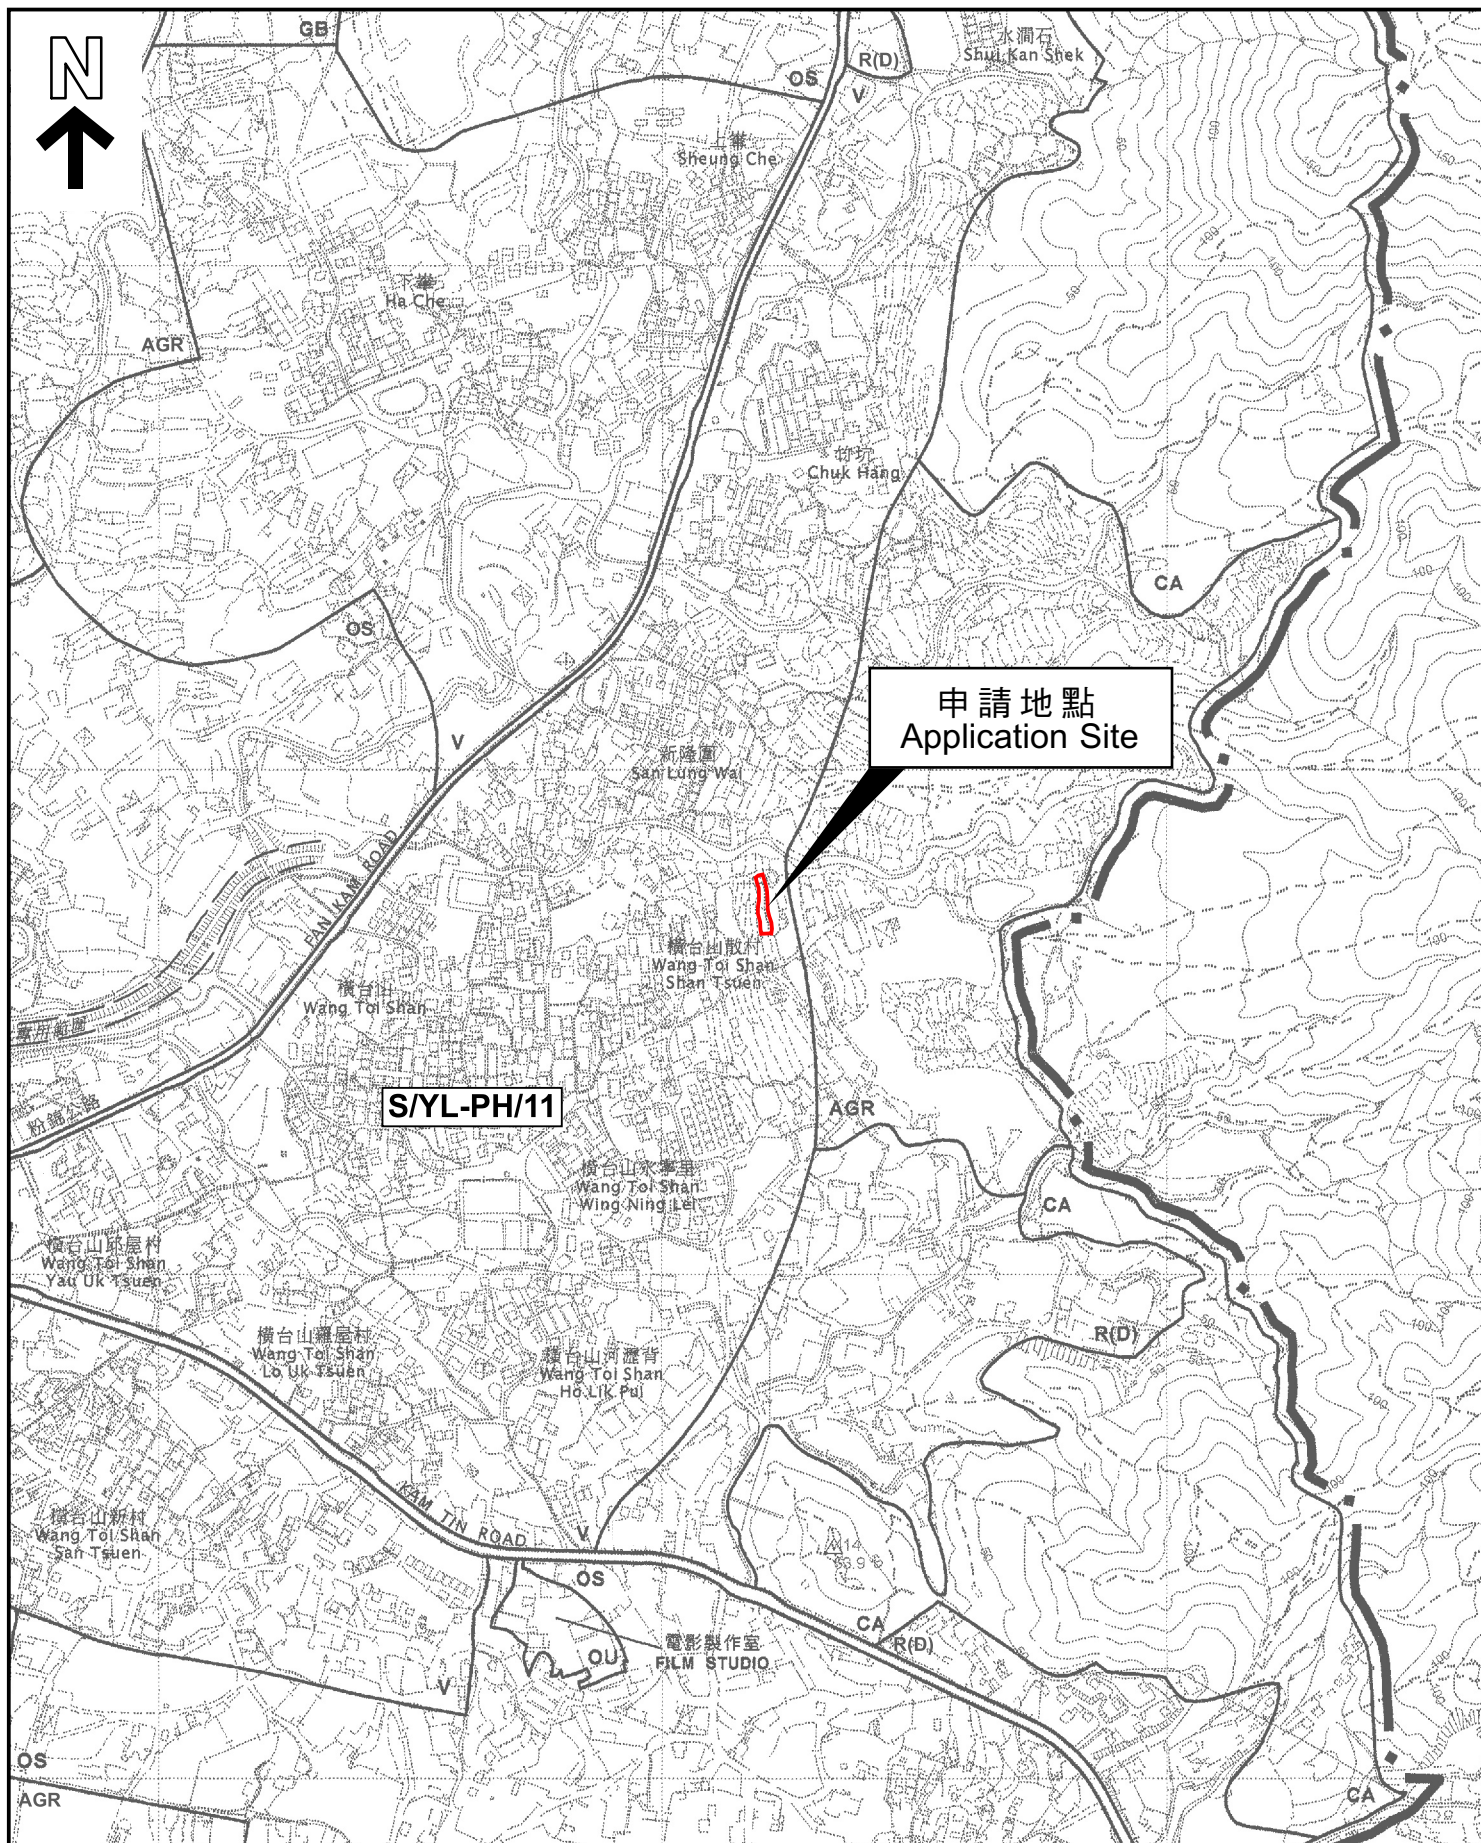 N
GB
水澗石
Shui Kan Shek
R(D)
OS
V
上輋
Sheung Che
下輋
Ha Che
AGR
竹坑
Chuk Hang
CA
OS
V
申請地點
Application Site
新隆圍
San Lung Wai
FAN KAM ROAD
橫台山散村
Wang Toi Shan
Shan Tsuen
橫台山
Wang Toi Shan
粉錦公路
S/YL-PH/11
AGR
橫台山永寧里
Wang Toi Shan
Wing Ning Lei
CA
橫台山邱屋村
Wang Toi Shan
Yau Uk Tsuen
R(D)
橫台山羅屋村
Wang Toi Shan
Lo Uk Tsuen
橫台山河瀝背
Wang Toi Shan
Ho Lik Pui
KAM TIN ROAD
V
橫台山新村
Wang Toi Shan
San Tsuen
OS
CA
R(D)
電影製作室
FILM STUDIO
OU
V
OS
AGR
CA